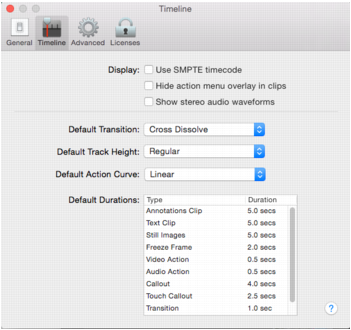 Timeline
General Timeline Advanced Licenses
Display: Use SMPTE timecode
Hide action menu overlay in clips
Show stereo audio waveforms
Default Transition: Cross Dissolve
Default Track Height: Regular
Default Action Curve: Linear
Default Durations: Type Duration
Annotations Clip 5.0 secs
Text Clip 5.0 secs
Still Images 5.0 secs
Freeze Frame 2.0 secs
Video Action 0.5 secs
Audio Action 0.5 secs
Callout 4.0 secs
Touch Callout 2.5 secs
Transition 1.0 sec
?